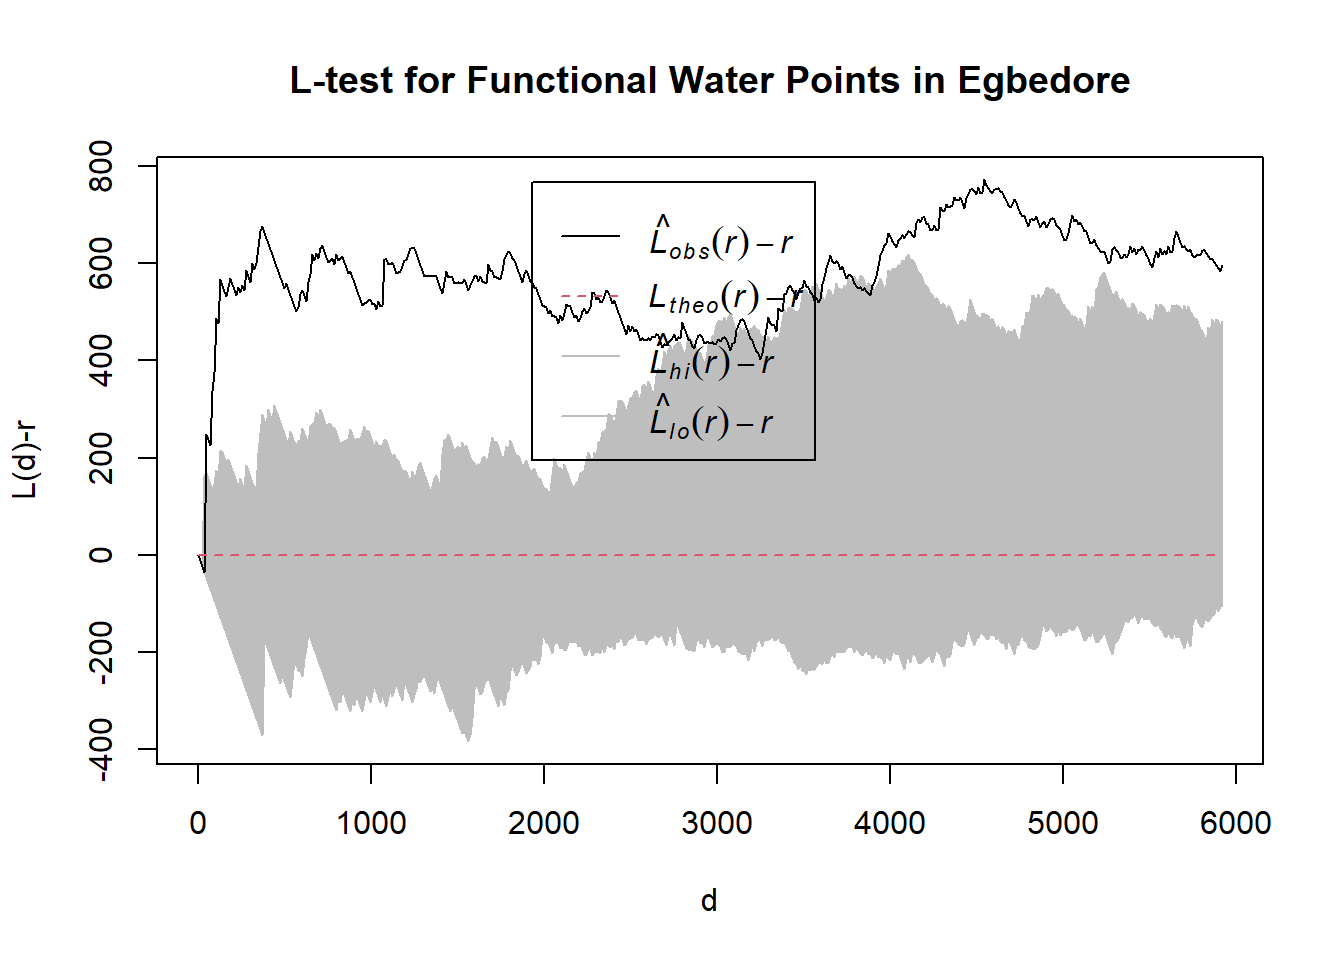 L-test for Functional Water Points in Egbedore
L(d)-r
800
600
400
200
0
-200
-400
L̂obs(r) − r
Ltheo(r) − r
L̂hi(r) − r
L̂lo(r) − r
0 1000 2000 3000 4000 5000 6000
d